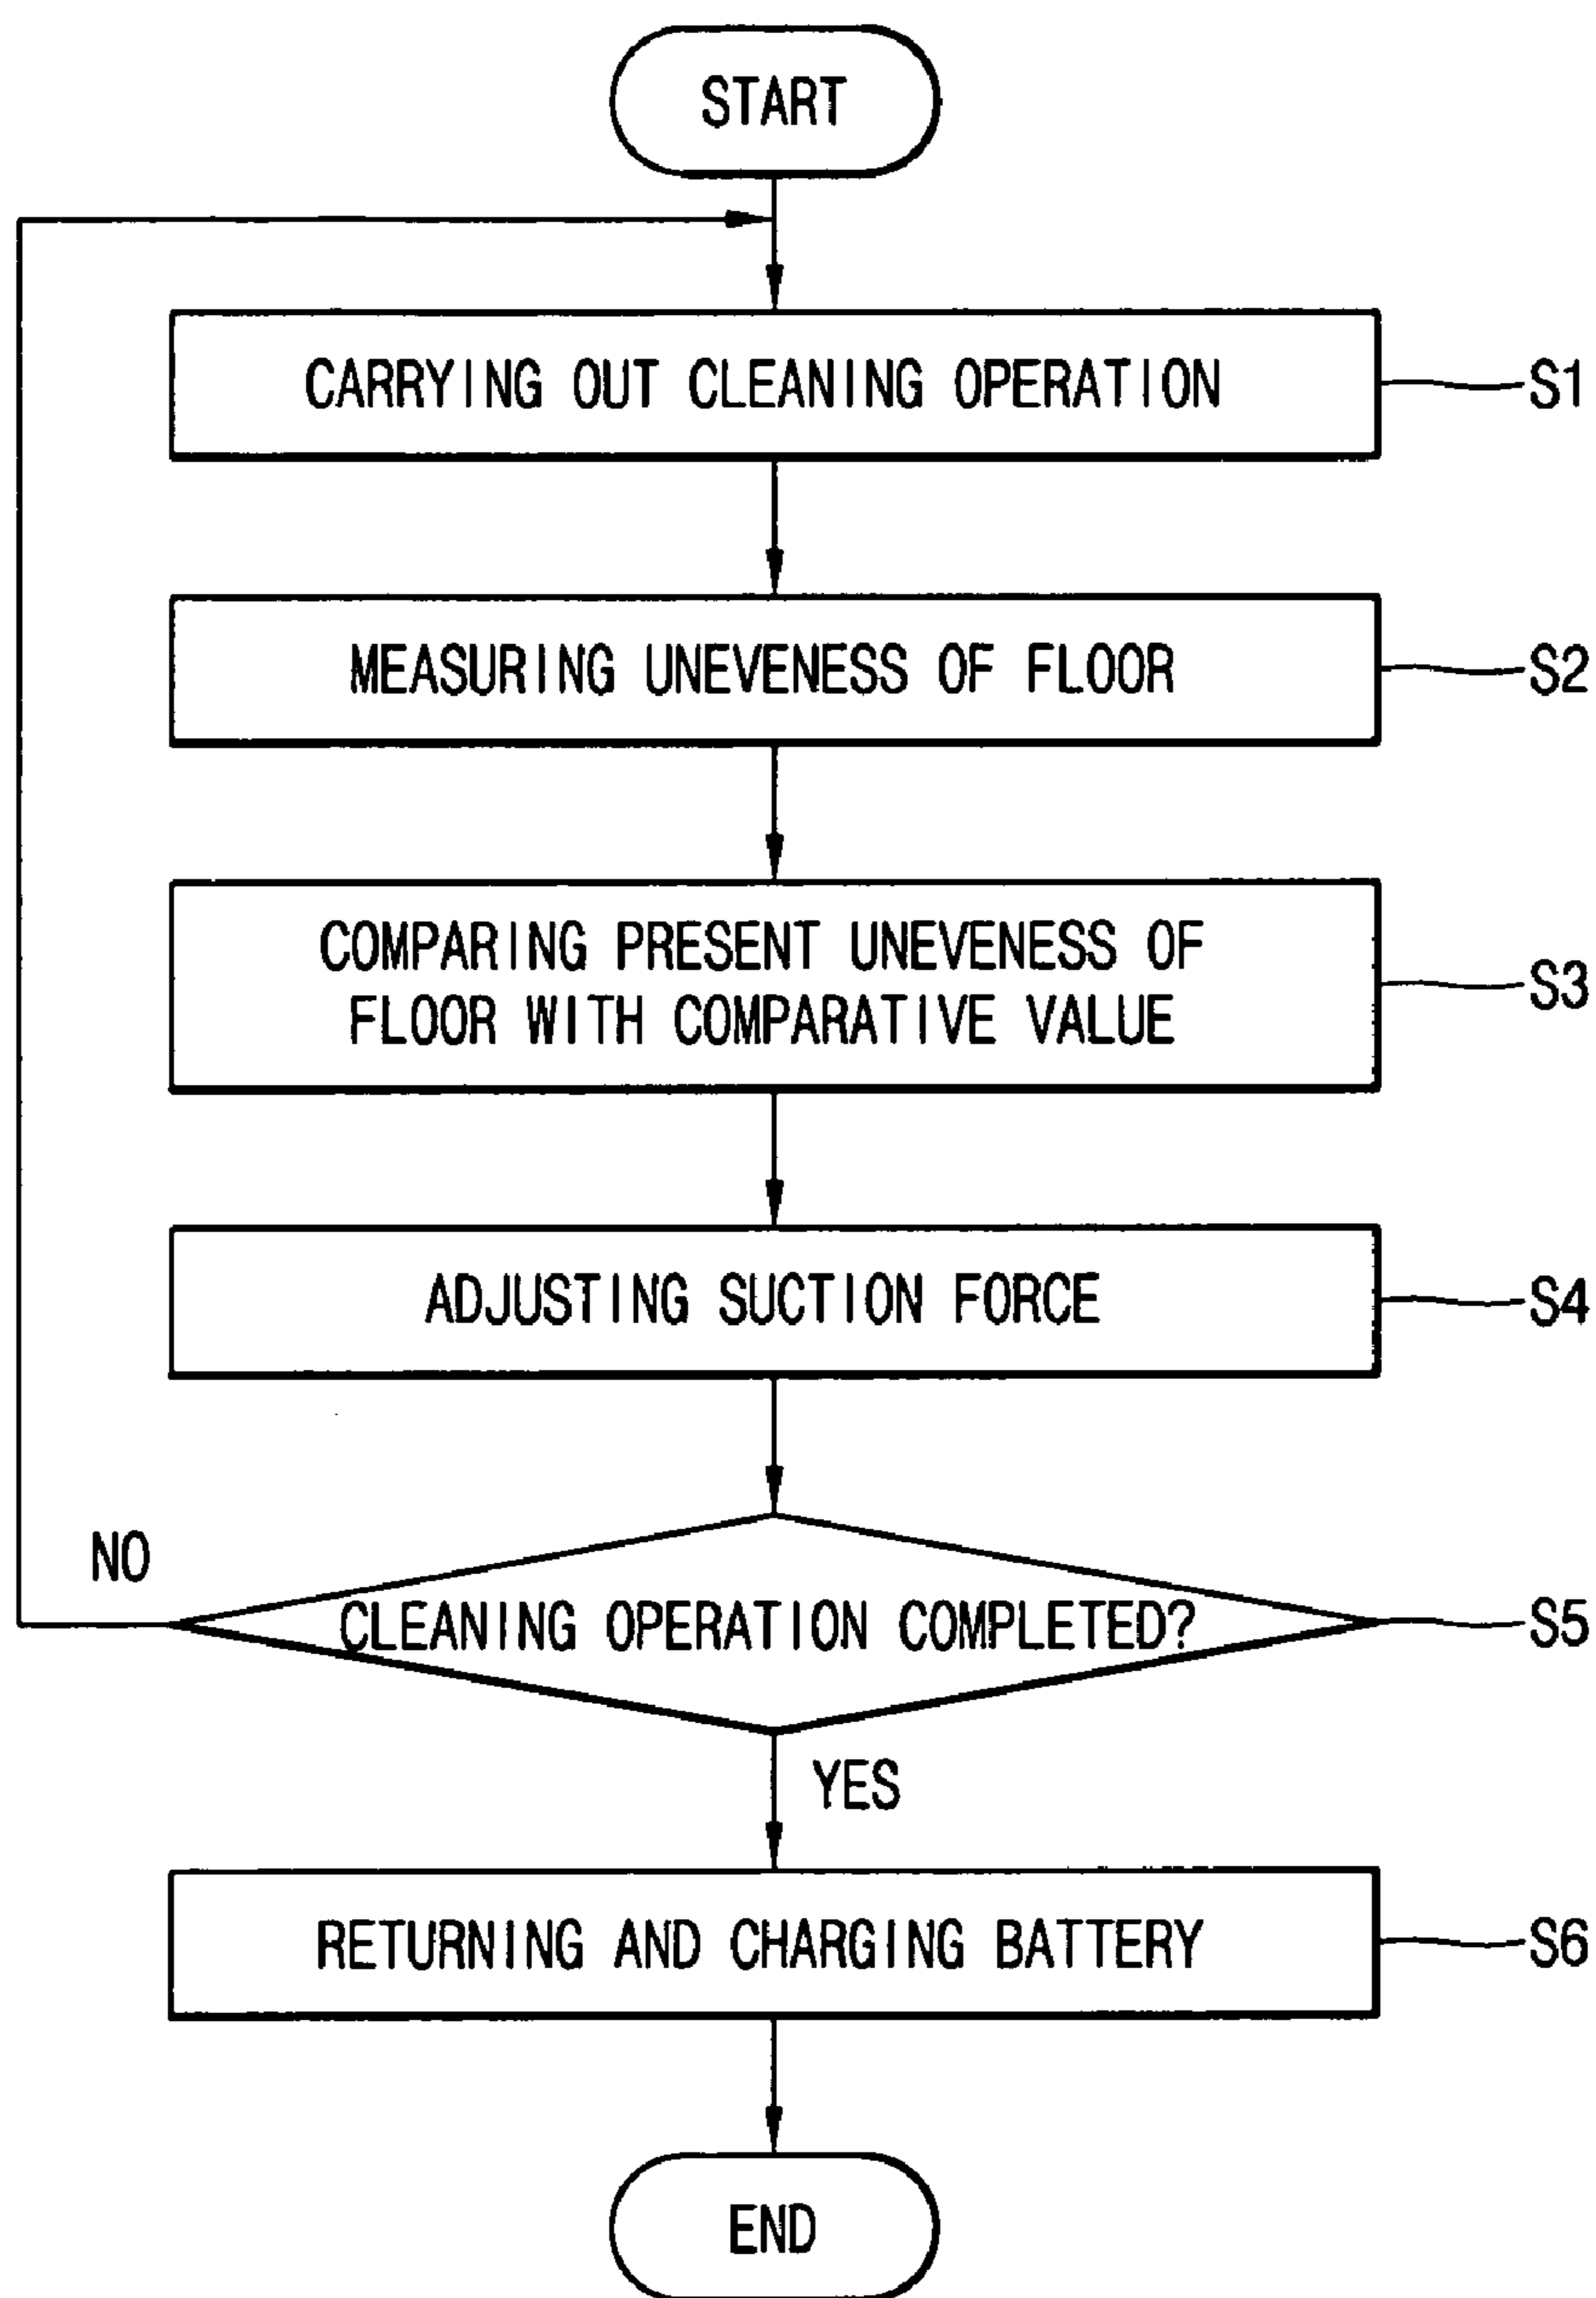 START
CARRYING OUT CLEANING OPERATION
S1
MEASURING UNEVENESS OF FLOOR
S2
COMPARING PRESENT UNEVENESS OF
FLOOR WITH COMPARATIVE VALUE
S3
ADJUSTING SUCTION FORCE
S4
NO
CLEANING OPERATION COMPLETED?
S5
YES
RETURNING AND CHARGING BATTERY
S6
END